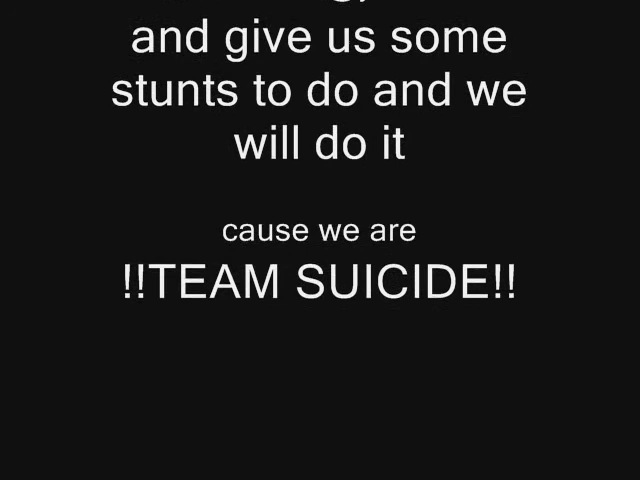 and give us some
stunts to do and we
will do it
cause we are
!!TEAM SUICIDE!!